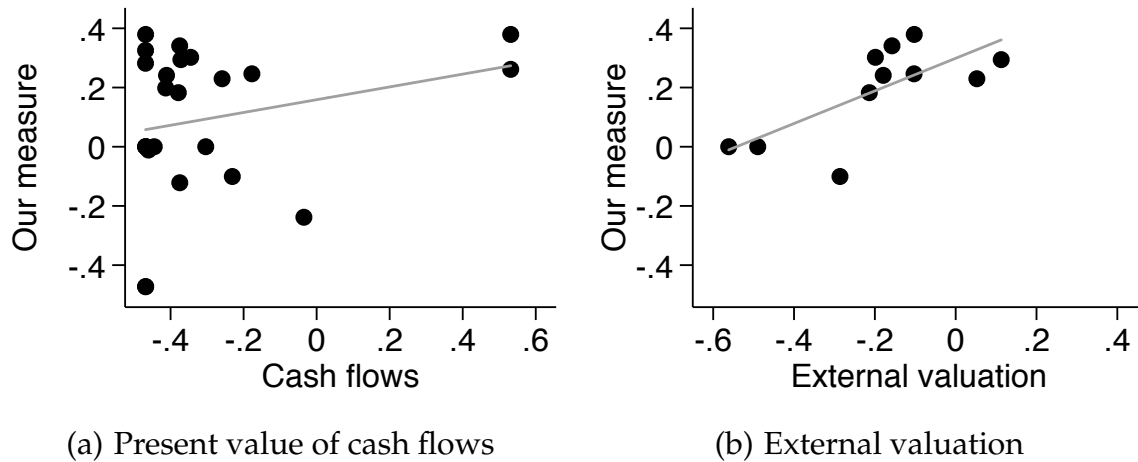 .4
.2
0
-.2
-.4
Our measure
-.4 -.2 0 .2 .4 .6
Cash flows
(a) Present value of cash flows
.4
.2
0
-.2
-.4
Our measure
-.6 -.4 -.2 0 .2 .4
External valuation
(b) External valuation